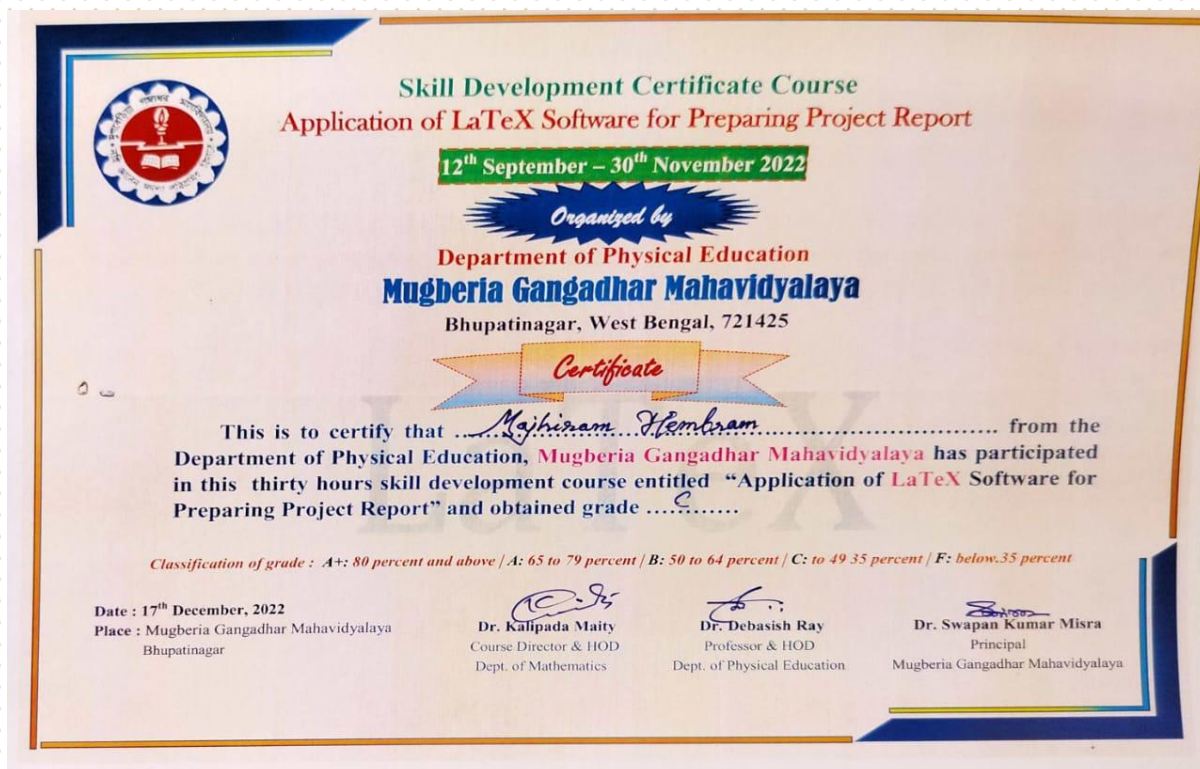 Skill Development Certificate Course
Application of LaTeX Software for Preparing Project Report
12th September – 30th November 2022
Organized by
Department of Physical Education
Mugberia Gangadhar Mahavidyalaya
Bhupatinagar, West Bengal, 721425
Certificate
LaTeX
This is to certify that ....Majhiram Hembram.... from the
Department of Physical Education, Mugberia Gangadhar Mahavidyalaya has participated
in this thirty hours skill development course entitled “Application of LaTeX Software for
Preparing Project Report” and obtained grade ....C......
Classification of grade : A+: 80 percent and above / A: 65 to 79 percent / B: 50 to 64 percent / C: to 49 35 percent / F: below.35 percent
Date : 17th December, 2022
Place : Mugberia Gangadhar Mahavidyalaya
Bhupatinagar
Dr. Kalipada Maity
Course Director & HOD
Dept. of Mathematics
Dr. Debasish Ray
Professor & HOD
Dept. of Physical Education
Dr. Swapan Kumar Misra
Principal
Mugberia Gangadhar Mahavidyalaya